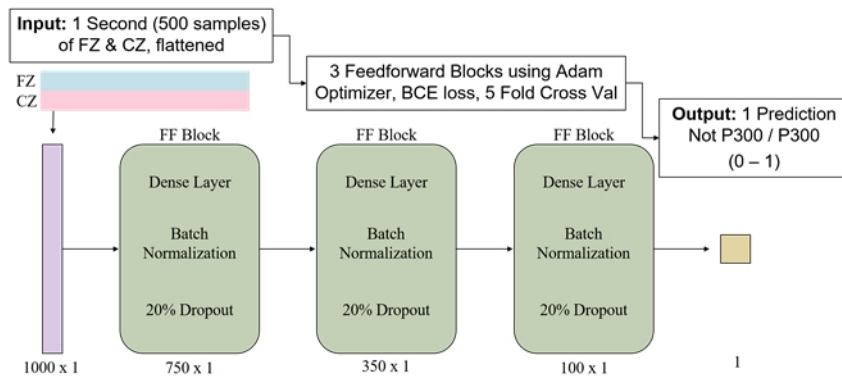 Input: 1 Second (500 samples)
of FZ & CZ, flattened
3 Feedforward Blocks using Adam
Optimizer, BCE loss, 5 Fold Cross Val
Output: 1 Prediction
Not P300 / P300
(0 – 1)
FZ
CZ
FF Block
Dense Layer
Batch
Normalization
20% Dropout
FF Block
Dense Layer
Batch
Normalization
20% Dropout
FF Block
Dense Layer
Batch
Normalization
20% Dropout
1000 x 1
750 x 1
350 x 1
100 x 1
1